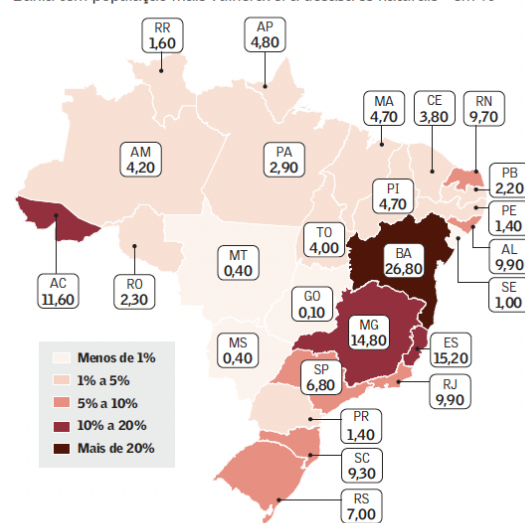 RR
1,60
AP
4,80
MA
4,70
CE
3,80
RN
9,70
AM
4,20
PA
2,90
PB
2,20
PI
4,70
PE
1,40
TO
4,00
BA
26,80
AL
9,90
MT
0,40
AC
11,60
RO
2,30
SE
1,00
GO
0,10
MG
14,80
MS
0,40
ES
15,20
SP
6,80
RJ
9,90
Menos de 1%
1% a 5%
5% a 10%
10% a 20%
Mais de 20%
PR
1,40
SC
9,30
RS
7,00